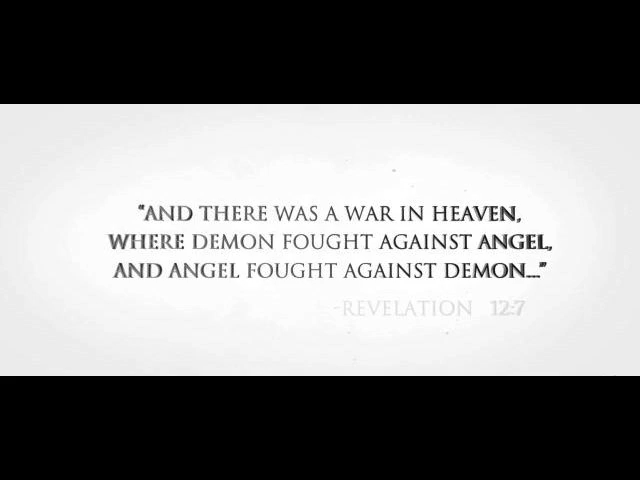 “AND THERE WAS A WAR IN HEAVEN,
WHERE DEMON FOUGHT AGAINST ANGEL,
AND ANGEL FOUGHT AGAINST DEMON...”
-REVELATION 12:7